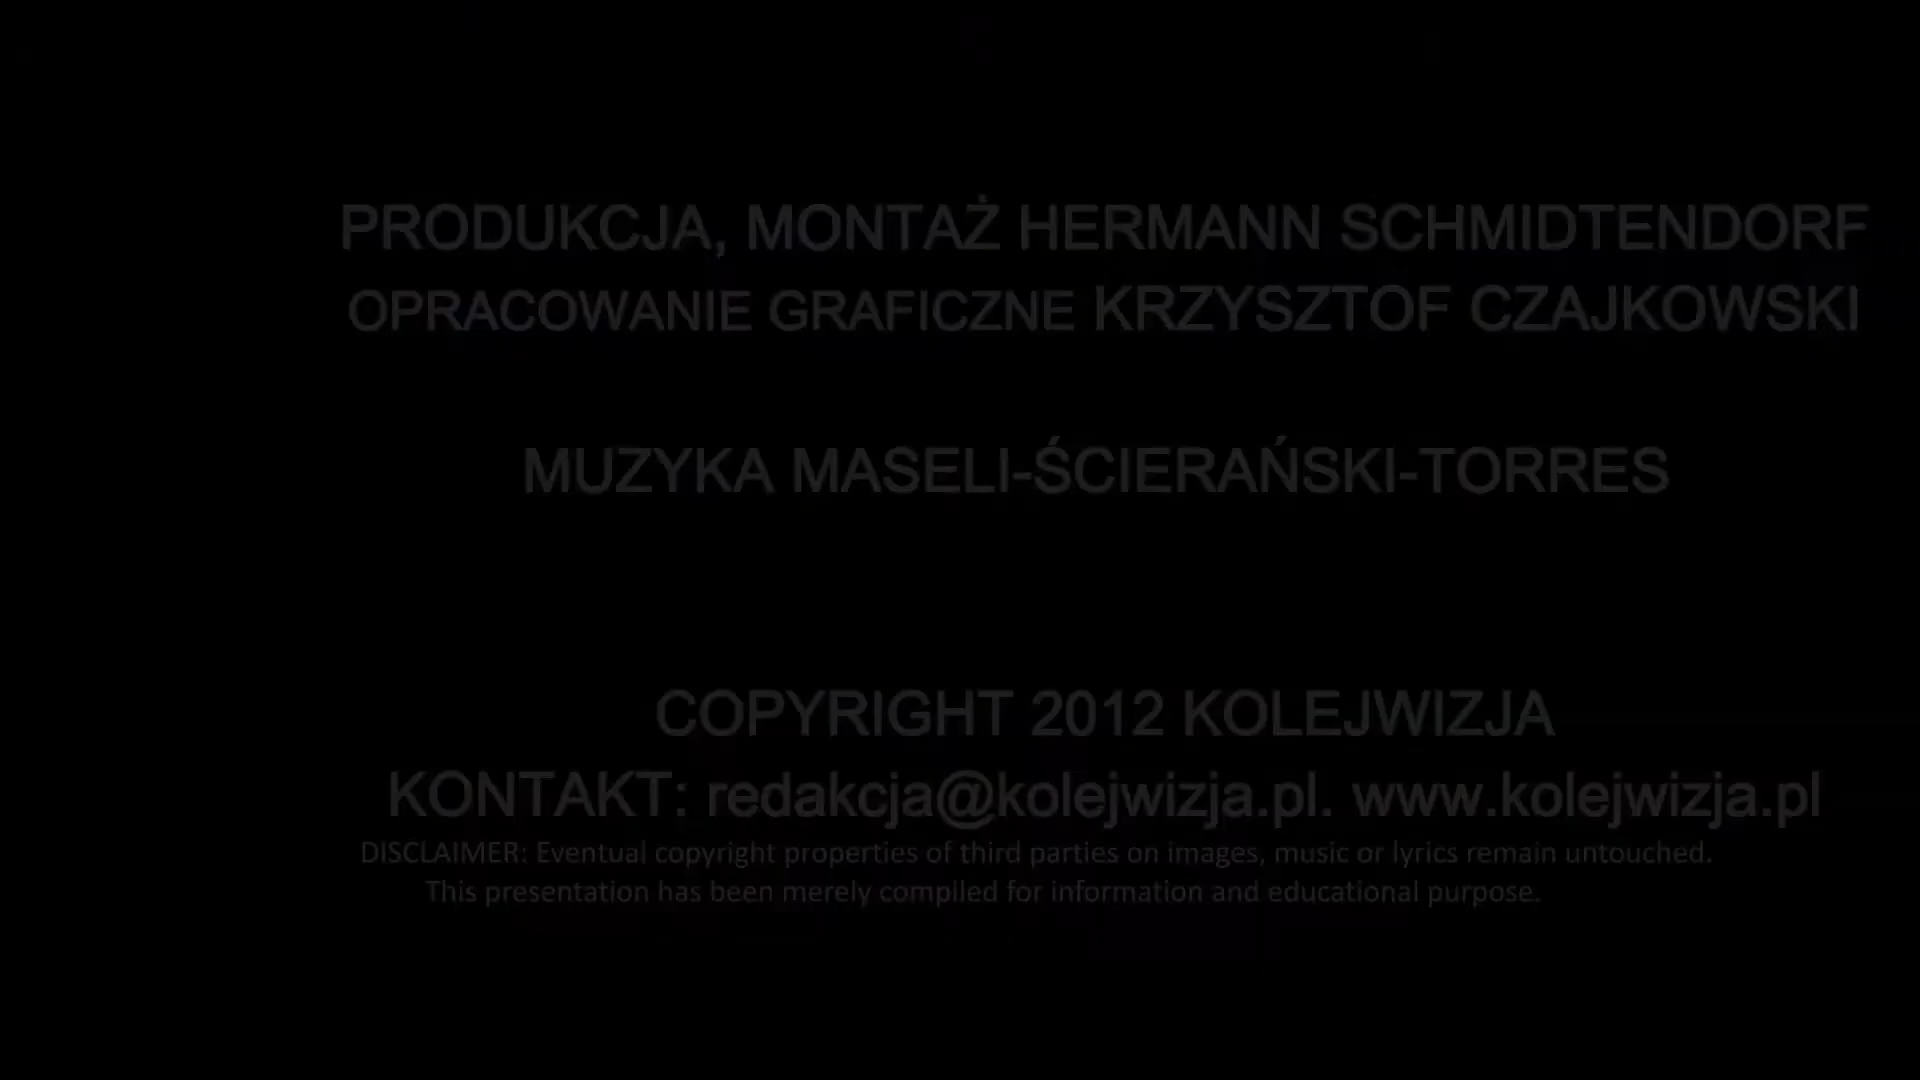 PRODUKCJA, MONTAŻ HERMANN SCHMIDTENDORF
OPRACOWANIE GRAFICZNE KRZYSZTOF CZAJKOWSKI
MUZYKA MASELI-ŚCIERAŃSKI-TORRES
COPYRIGHT 2012 KOLEJWIZJA
KONTAKT: redakcja@kolejwizja.pl. www.kolejwizja.pl
DISCLAIMER: Eventual copyright properties of third parties on images, music or lyrics remain untouched.
This presentation has been merely compiled for information and educational purpose.